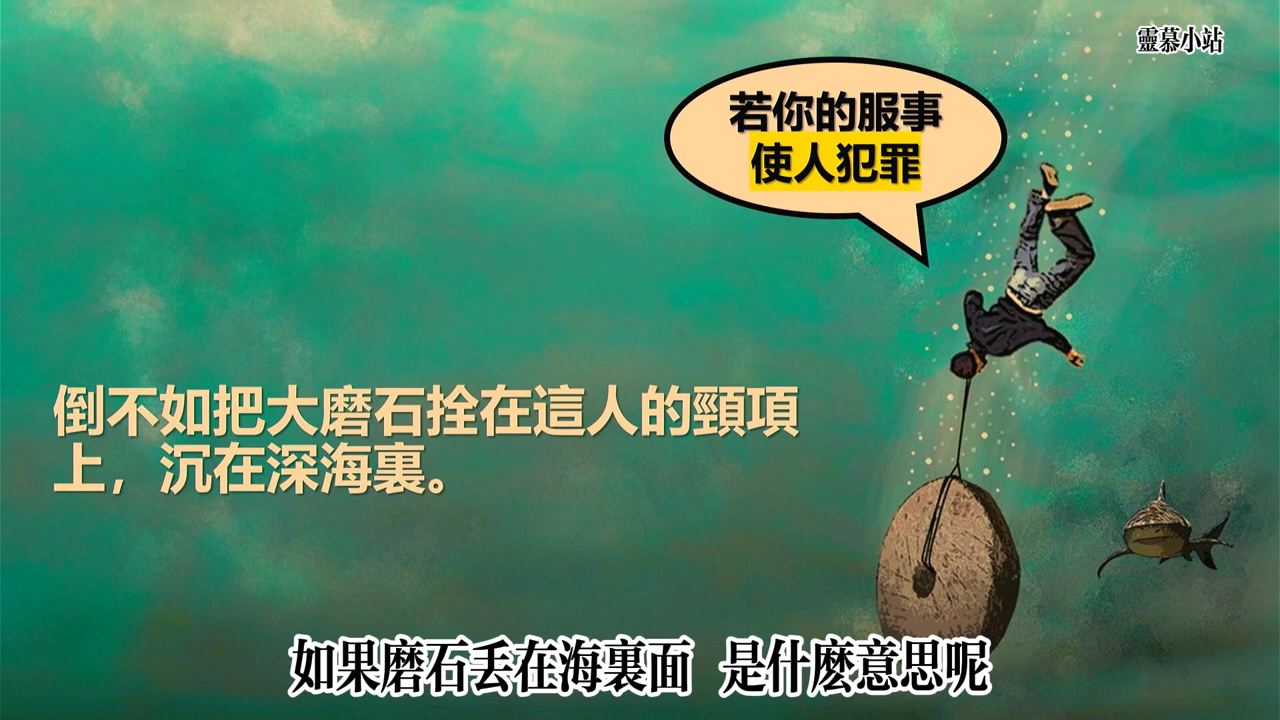 靈慕小站
若你的服事
使人犯罪
倒不如把大磨石拴在這人的頸項
上，沉在深海裏。
如果磨石丟在海裏面 是什麽意思呢